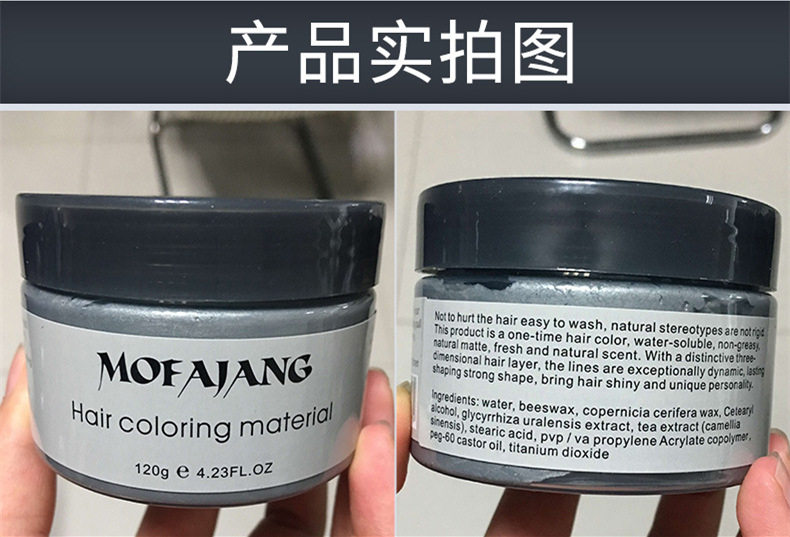 产品实拍图
MOFAJANG
Hair coloring material
120g e 4.23FL.OZ
Not to hurt the hair easy to wash, natural stereotypes are not rigid.
This product is a one-time hair color, water-soluble, non-greasy,
natural matte, fresh and natural scent. With a distinctive three-
dimensional hair layer, the lines are exceptionally dynamic, lasting
shaping strong shape, bring hair shiny and unique personality.
Ingredients: water, beeswax, copernicia cerifera wax, Cetearyl
alcohol, glycyrrhiza uralensis extract, tea extract (camellia
sinensis), stearic acid, pvp / va propylene Acrylate copolymer,
peg-60 castor oil, titanium dioxide